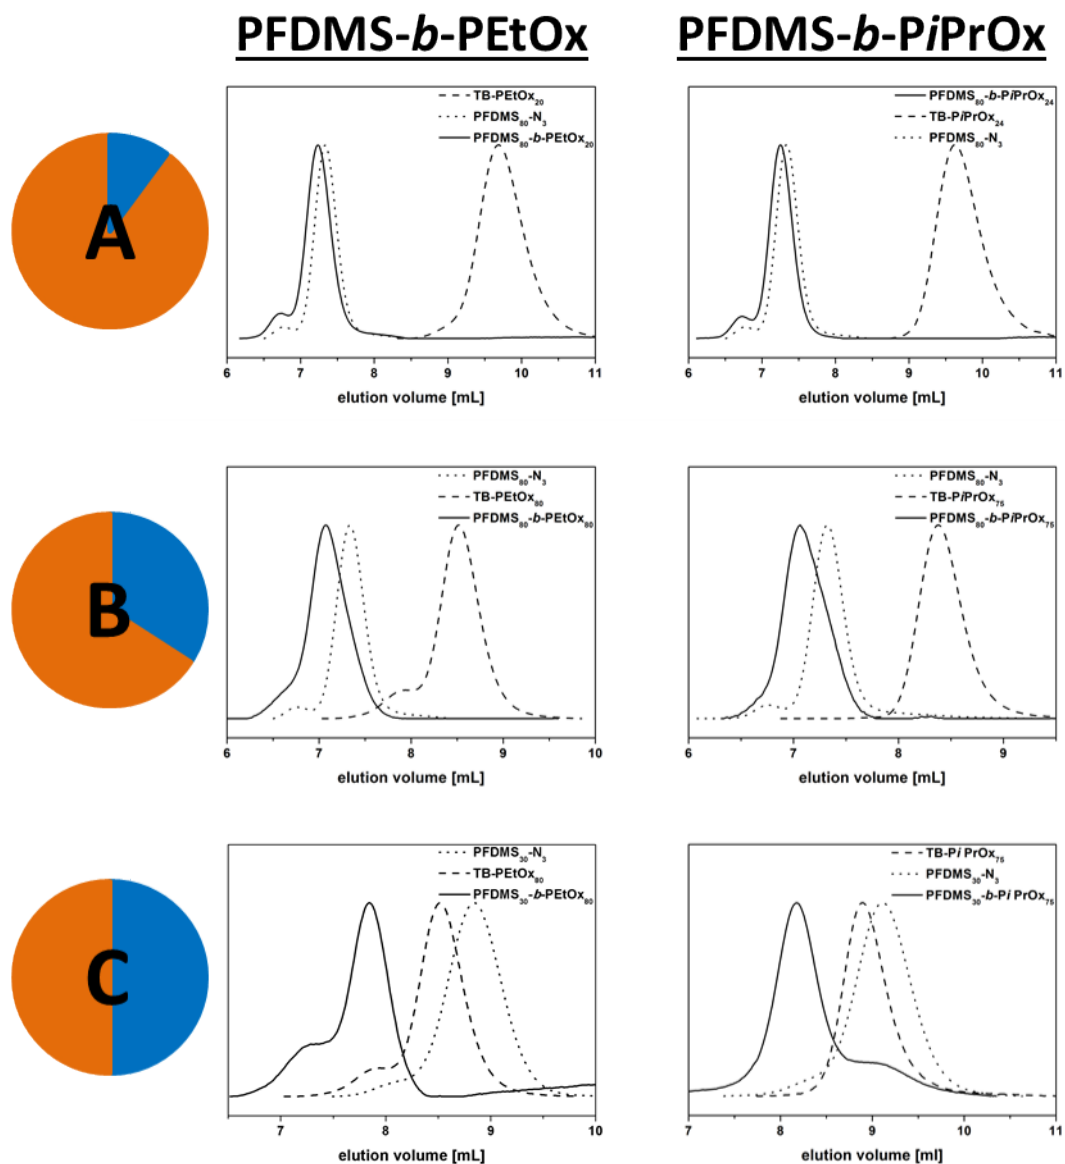 PFDMS-b-PEtOx PFDMS-b-PiPrOx
A
TB-PEtOx20
PFDMS80-N3
PFDMS80-b-PEtOx20
6 7 8 9 10 11
elution volume [mL]
PFDMS80-b-PiPrOx24
TB-PiPrOx24
PFDMS80-N3
6 7 8 9 10 11
elution volume [mL]
B
PFDMS80-N3
TB-PEtOx80
PFDMS80-b-PEtOx80
6 7 8 9 10
elution volume [mL]
PFDMS80-N3
TB-PiPrOx75
PFDMS80-b-PiPrOx75
6 7 8 9
elution volume [mL]
C
PFDMS30-N3
TB-PEtOx80
PFDMS30-b-PEtOx80
7 8 9 10
elution volume [mL]
TB-Pi PrOx75
PFDMS30-N3
PFDMS30-b-Pi PrOx75
7 8 9 10 11
elution volume [ml]